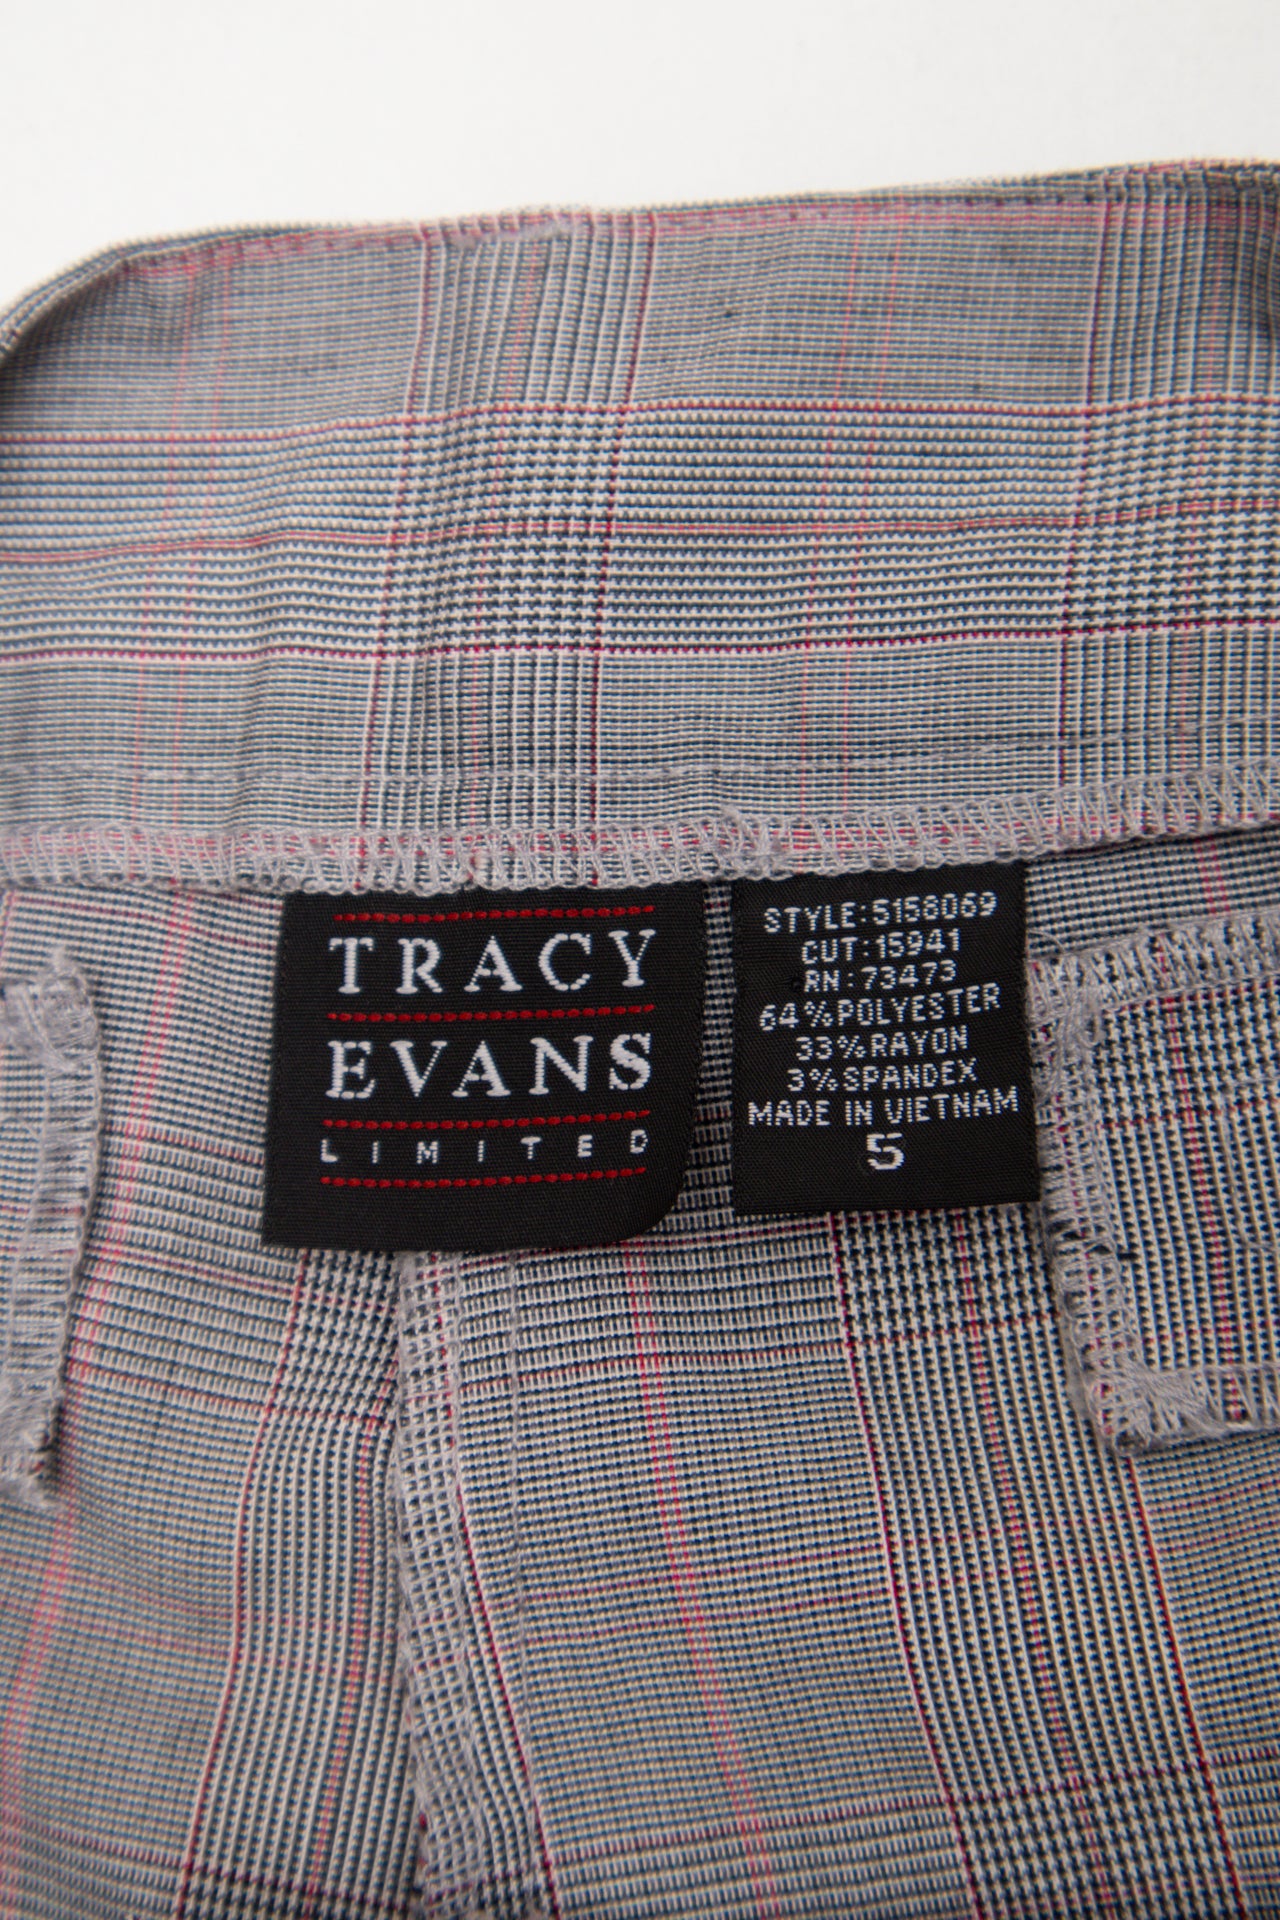 TRACY
EVANS
LIMITED
STYLE:5158069
CUT:15941
RN:73473
64%POLYESTER
33%RAYON
3%SPANDEX
MADE IN VIETNAM
5